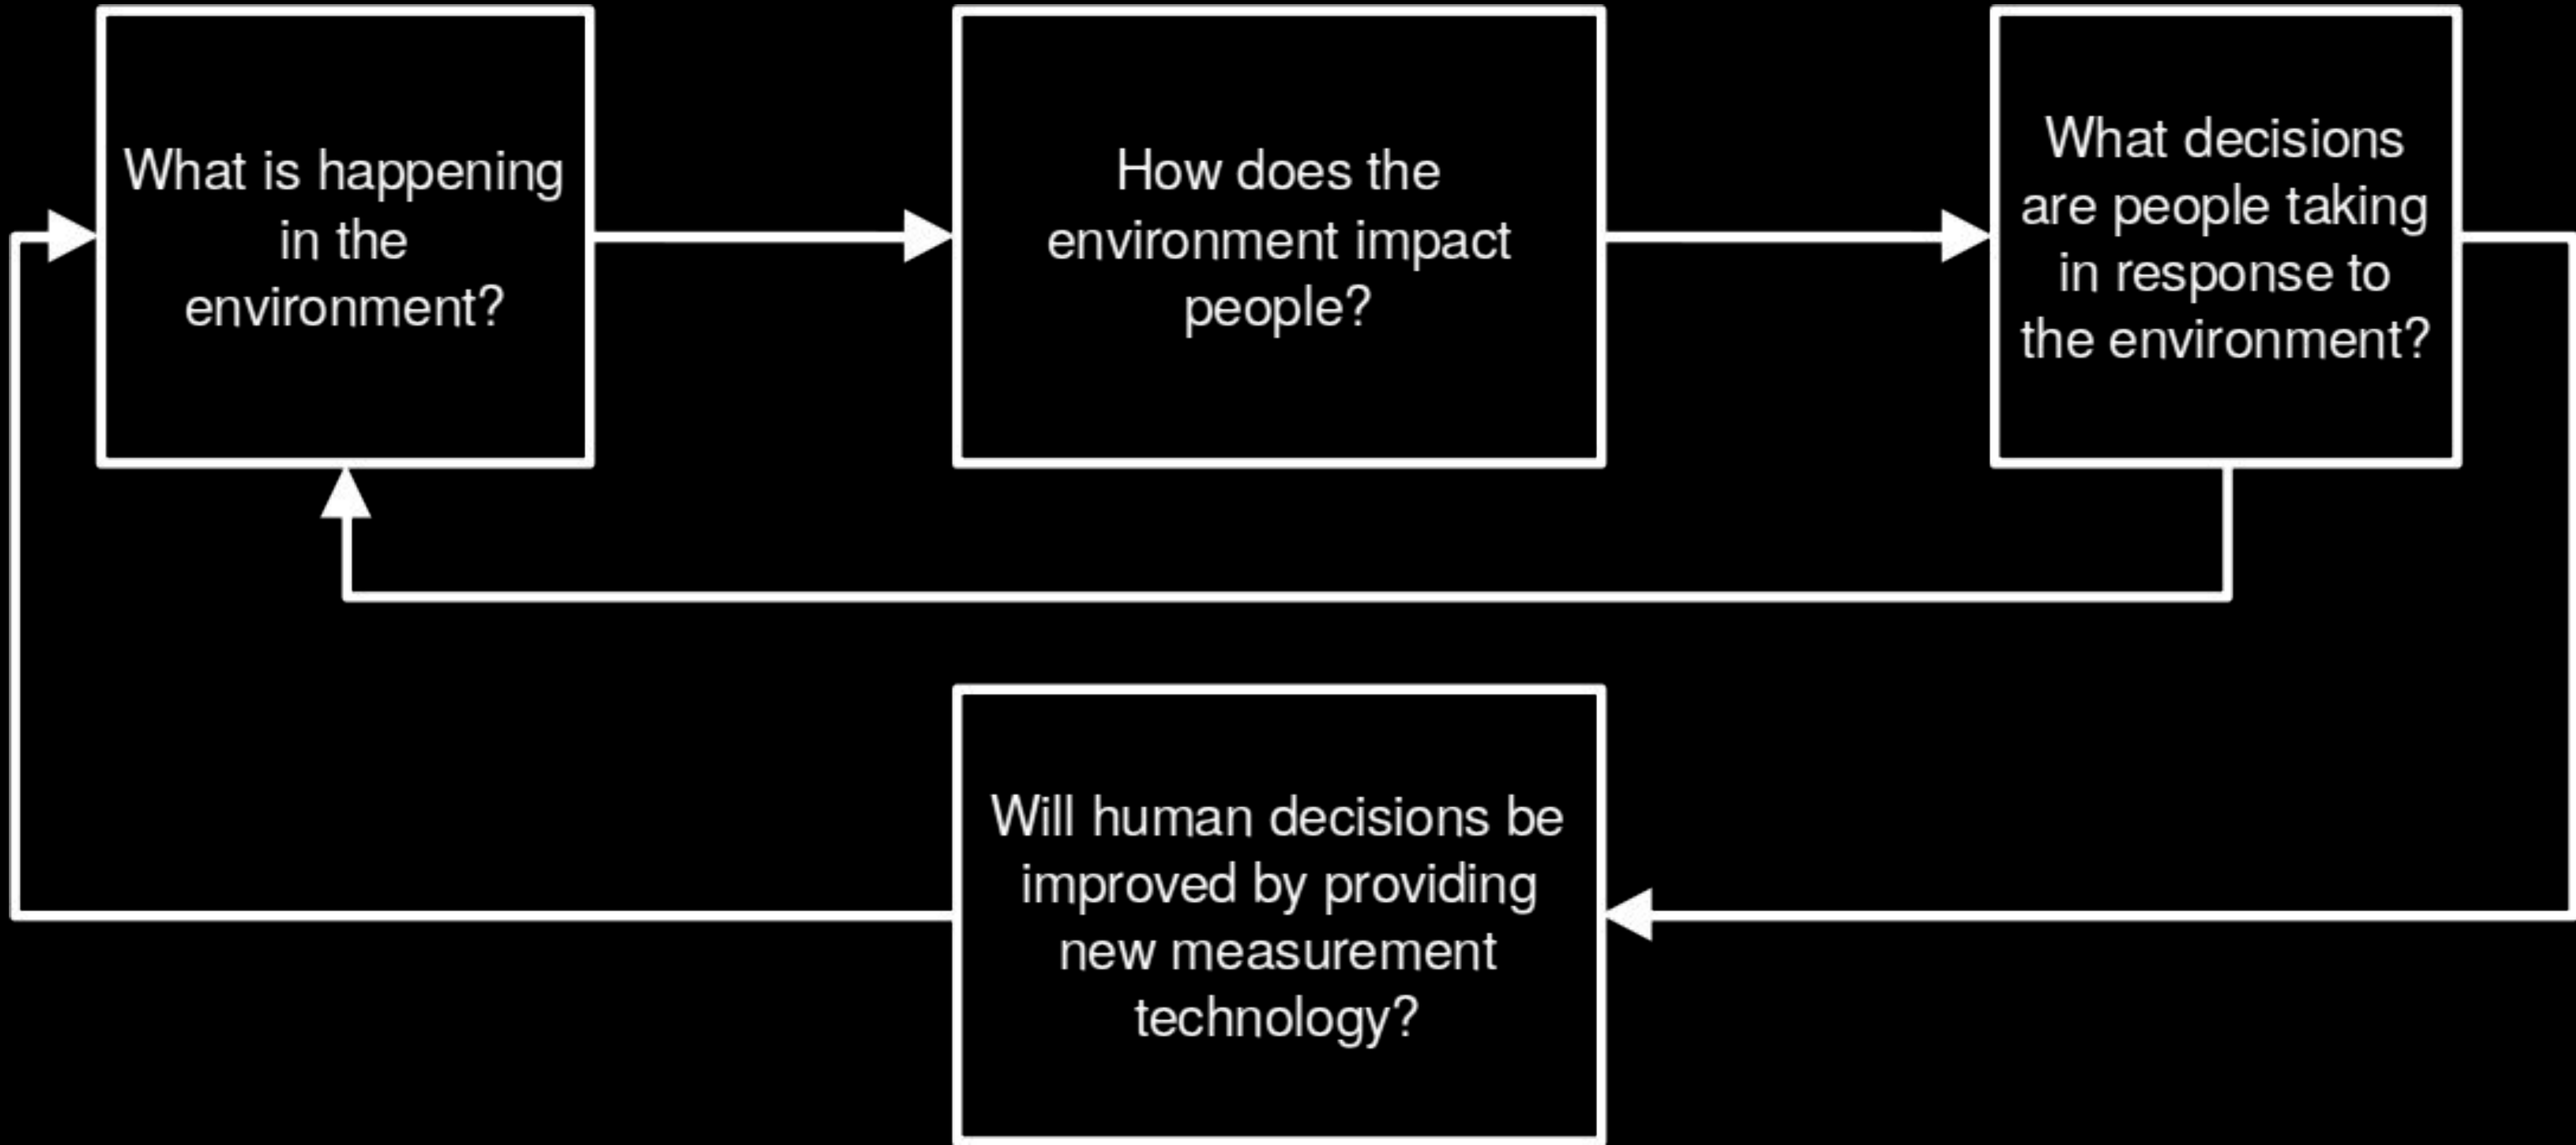 What is happening
in the
environment?
How does the
environment impact
people?
What decisions
are people taking
in response to
the environment?
Will human decisions be
improved by providing
new measurement
technology?